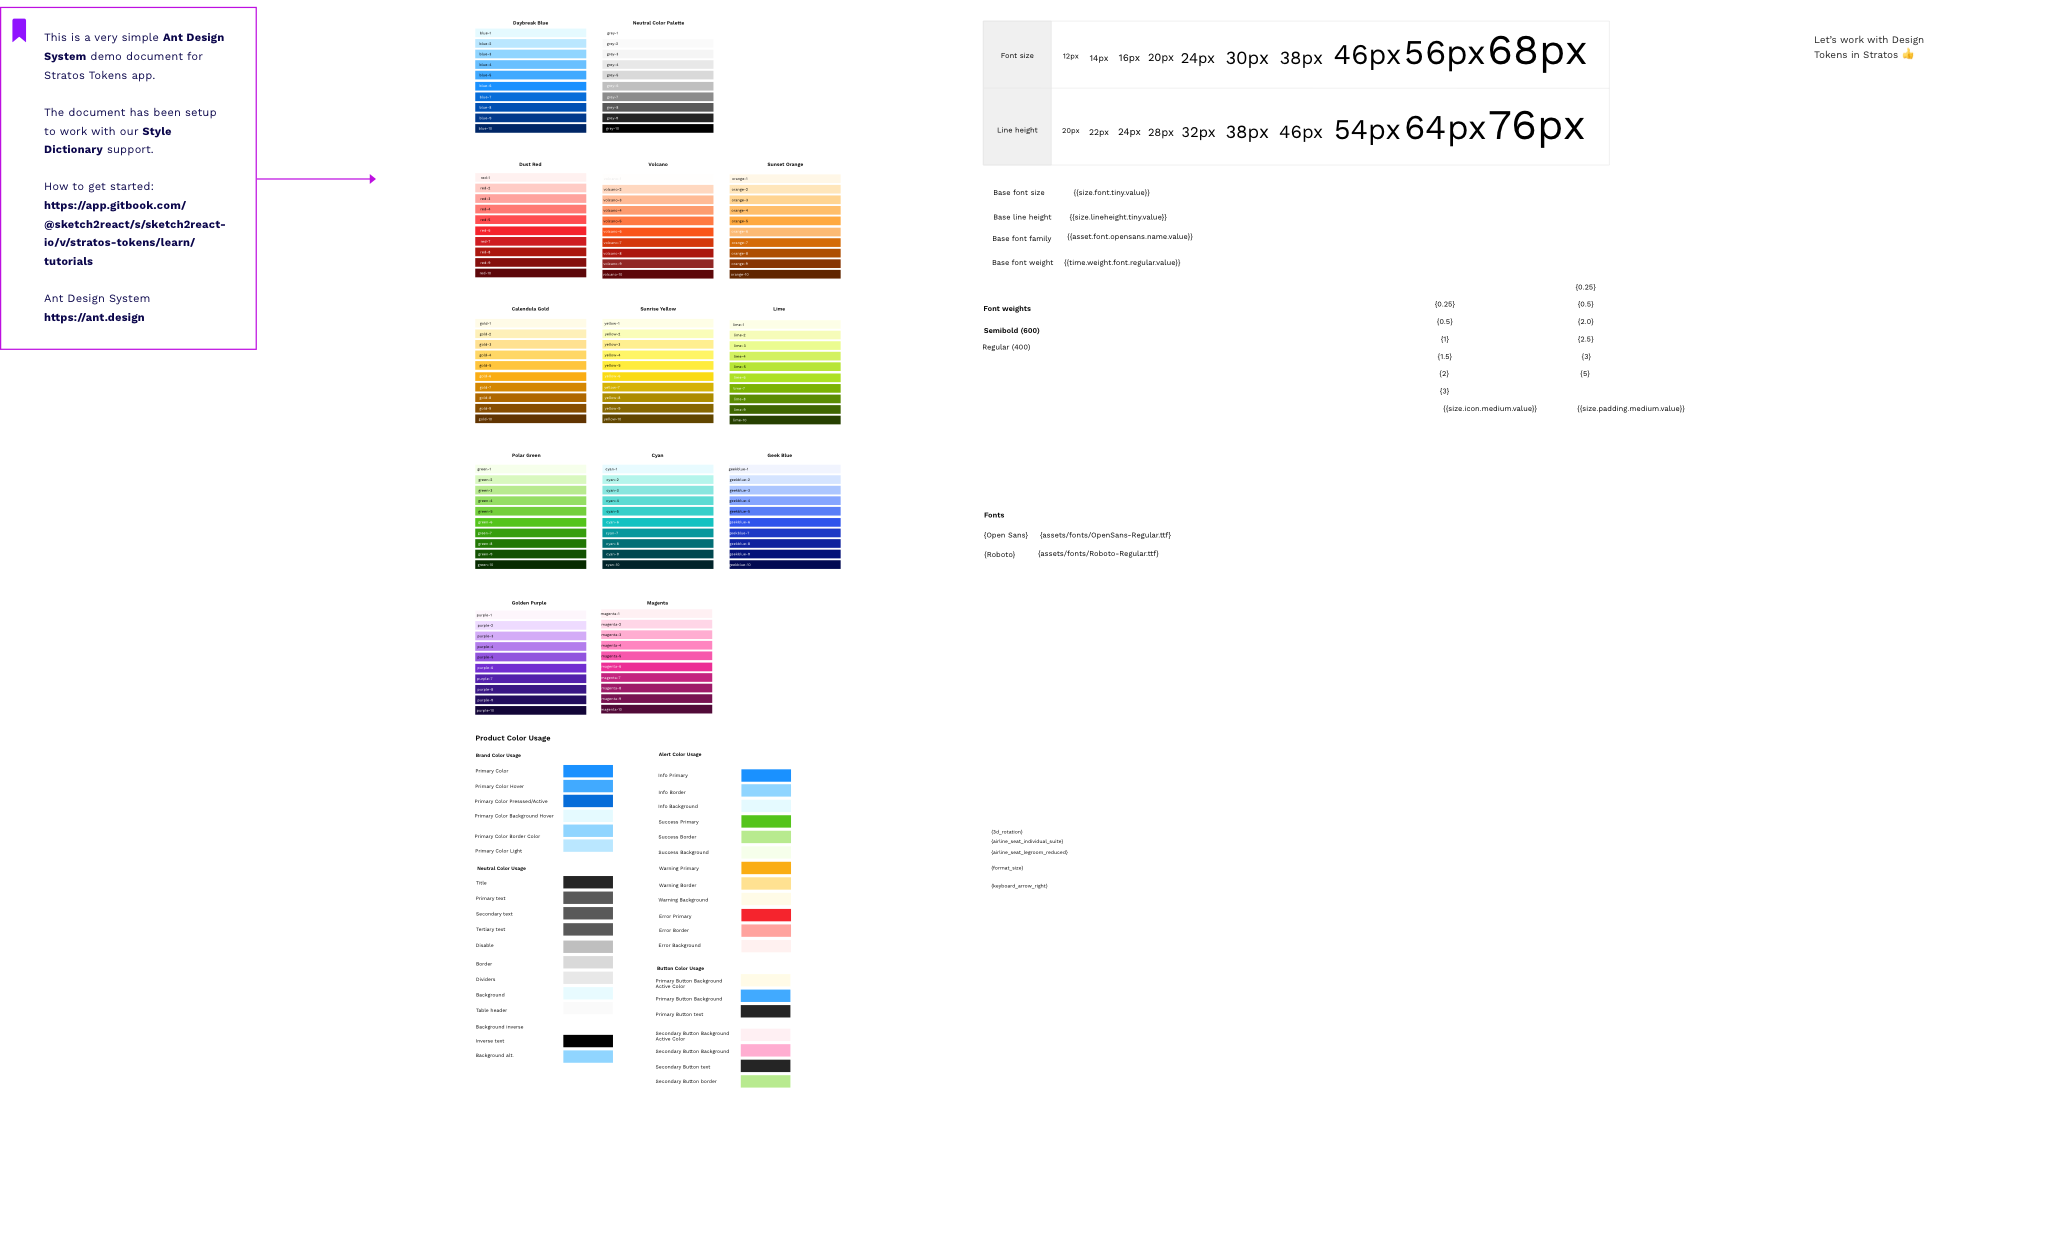 This is a very simple Ant Design
System demo document for
Stratos Tokens app.
The document has been setup
to work with our Style
Dictionary support.
How to get started:
https://app.gitbook.com/
@sketch2react/s/sketch2react-
io/v/stratos-tokens/learn/
tutorials
Ant Design System
https://ant.design
Daybreak Blue
blue-1
blue-2
blue-3
blue-4
blue-5
blue-6
blue-7
blue-8
blue-9
blue-10
Neutral Color Palette
grey-1
grey-2
grey-3
grey-4
grey-5
grey-6
grey-7
grey-8
grey-9
grey-10
Dust Red
red-1
red-2
red-3
red-4
red-5
red-6
red-7
red-8
red-9
red-10
Volcano
volcano-2
volcano-3
volcano-4
volcano-5
volcano-6
volcano-7
volcano-8
volcano-9
volcano-10
Sunset Orange
orange-1
orange-2
orange-3
orange-4
orange-5
orange-6
orange-7
orange-8
orange-9
orange-10
Calendula Gold
gold-1
gold-2
gold-3
gold-4
gold-5
gold-6
gold-7
gold-8
gold-9
gold-10
Sunrise Yellow
yellow-1
yellow-2
yellow-3
yellow-4
yellow-5
yellow-6
yellow-7
yellow-8
yellow-9
yellow-10
Lime
lime-1
lime-2
lime-3
lime-4
lime-5
lime-6
lime-7
lime-8
lime-9
lime-10
Polar Green
green-1
green-2
green-3
green-4
green-5
green-6
green-7
green-8
green-9
green-10
Cyan
cyan-1
cyan-2
cyan-3
cyan-4
cyan-5
cyan-6
cyan-7
cyan-8
cyan-9
cyan-10
Geek Blue
geekblue-1
geekblue-2
geekblue-3
geekblue-4
geekblue-5
geekblue-6
geekblue-7
geekblue-8
geekblue-9
geekblue-10
Golden Purple
purple-1
purple-2
purple-3
purple-4
purple-5
purple-6
purple-7
purple-8
purple-9
purple-10
Magenta
magenta-1
magenta-2
magenta-3
magenta-4
magenta-5
magenta-6
magenta-7
magenta-8
magenta-9
magenta-10
Product Color Usage
Brand Color Usage
Primary Color
Primary Color Hover
Primary Color Presssed/Active
Primary Color Background Hover
Primary Color Border Color
Primary Color Light
Neutral Color Usage
Title
Primary text
Secondary text
Tertiary text
Disable
Border
Dividers
Background
Table header
Background inverse
Inverse text
Background alt.
Alert Color Usage
Info Primary
Info Border
Info Background
Success Primary
Success Border
Success Background
Warning Primary
Warning Border
Warning Background
Error Primary
Error Border
Error Background
Button Color Usage
Primary Button Background
Active Color
Primary Button Background
Primary Button text
Secondary Button Background
Active Color
Secondary Button Background
Secondary Button text
Secondary Button border
Font size 12px 14px 16px 20px 24px 30px 38px 46px 56px 68px
Line height 20px 22px 24px 28px 32px 38px 46px 54px 64px 76px
Base font size {{size.font.tiny.value}}
Base line height {{size.lineheight.tiny.value}}
Base font family {{asset.font.opensans.name.value}}
Base font weight {{time.weight.font.regular.value}}
Font weights
Semibold (600)
Regular (400)
{0.25}
{0.5}
{1}
{1.5}
{2}
{3}
{{size.icon.medium.value}}
{0.25}
{0.5}
{2.0}
{2.5}
{3}
{5}
{{size.padding.medium.value}}
Fonts
{Open Sans} {assets/fonts/OpenSans-Regular.ttf}
{Roboto} {assets/fonts/Roboto-Regular.ttf}
{3d_rotation}
{airline_seat_individual_suite}
{airline_seat_legroom_reduced}
{format_size}
{keyboard_arrow_right}
Let's work with Design
Tokens in Stratos 👍